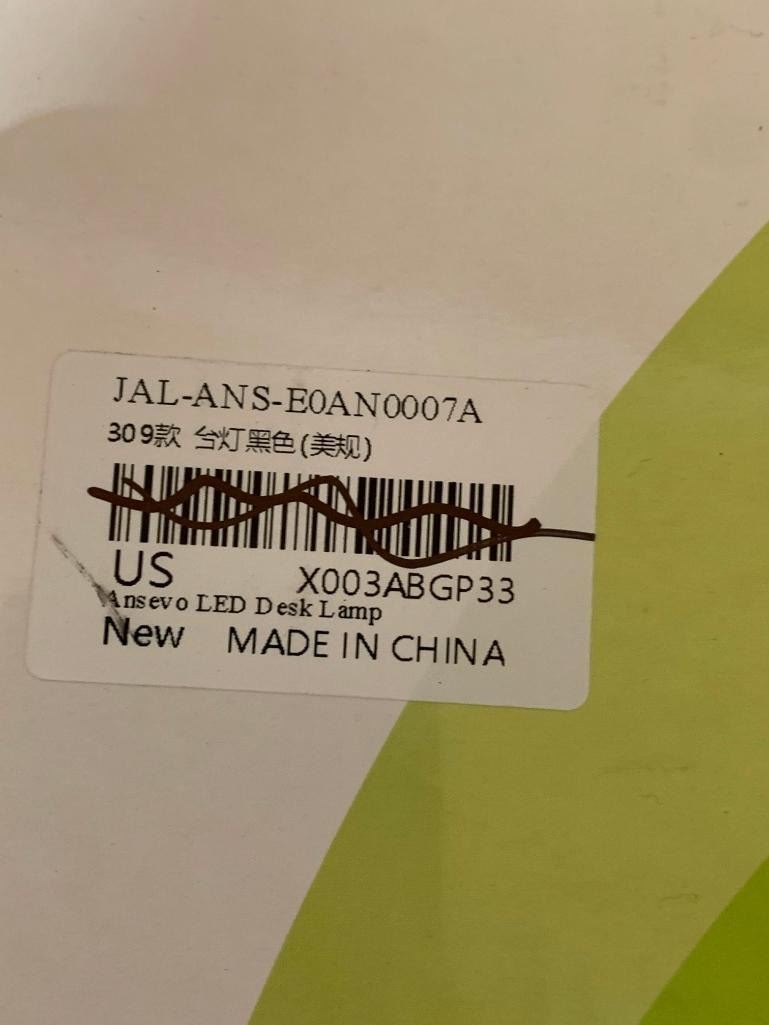 JAL-ANS-E0AN0007A
309款 台灯黑色(美规)
US X003ABGP33
Ansevo LED Desk Lamp
New MADE IN CHINA